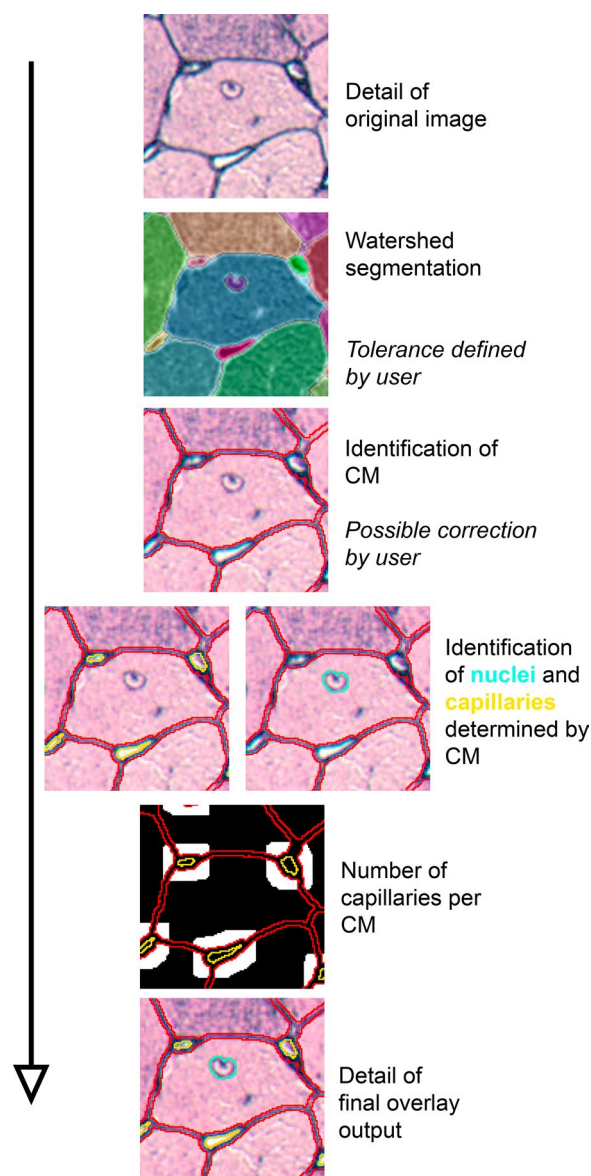 Detail of
original image
Watershed
segmentation
Tolerance defined
by user
Identification of
CM
Possible correction
by user
Identification
of nuclei and
capillaries
determined by
CM
Number of
capillaries per
CM
Detail of
final overlay
output